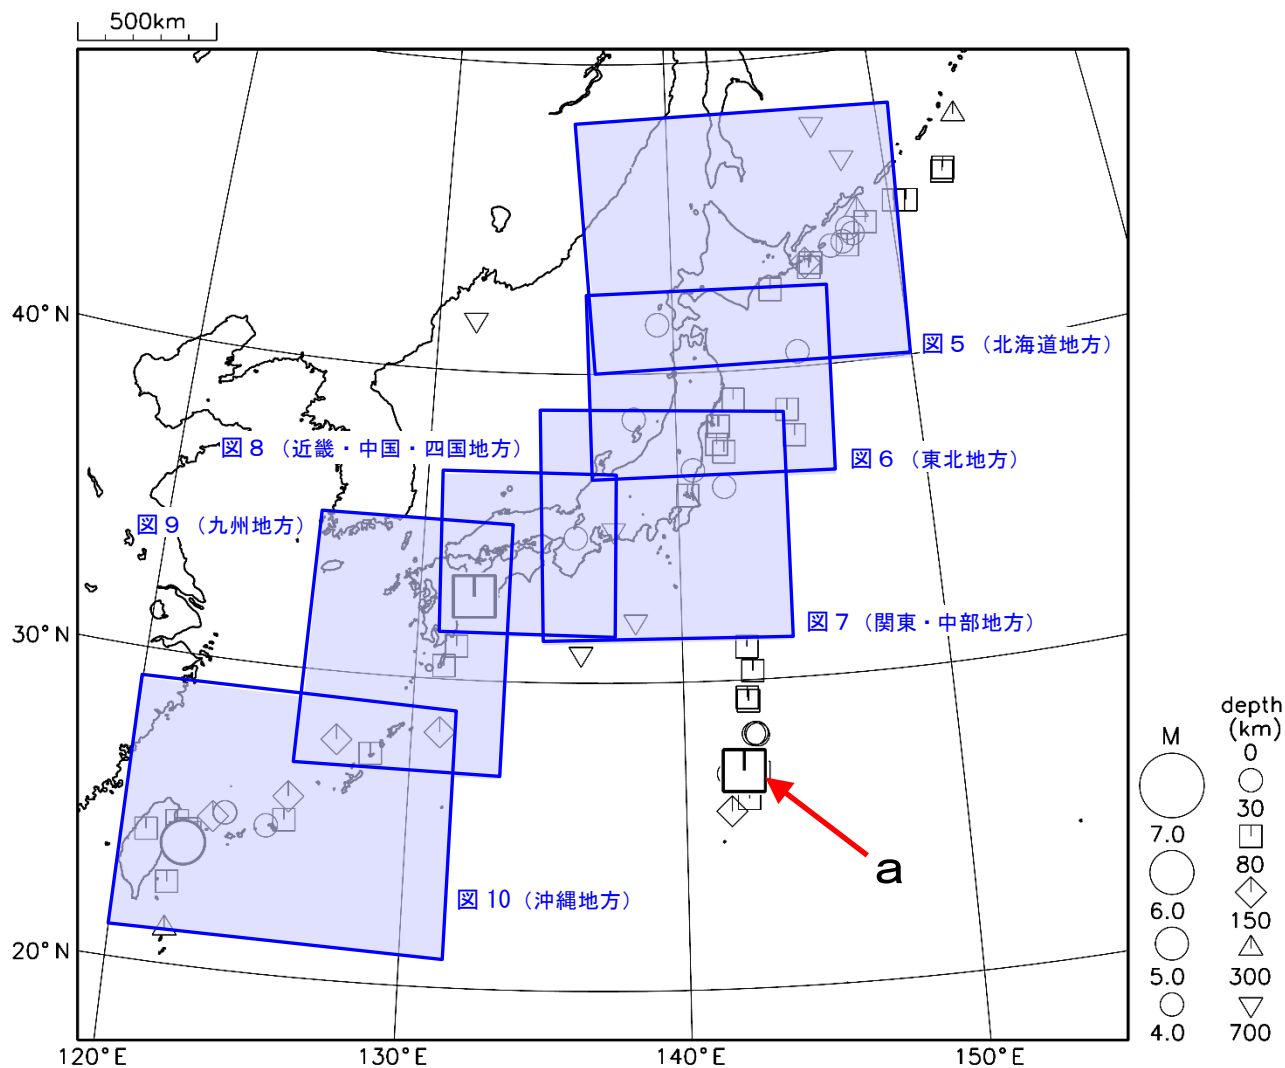 500km
40°N
30°N
20°N
図5（北海道地方）
図8（近畿・中国・四国地方）
図6（東北地方）
図9（九州地方）
図7（関東・中部地方）
a
図10（沖縄地方）
120°E
130°E
140°E
150°E
M
7.0
6.0
5.0
4.0
depth
(km)
0
30
80
150
300
700